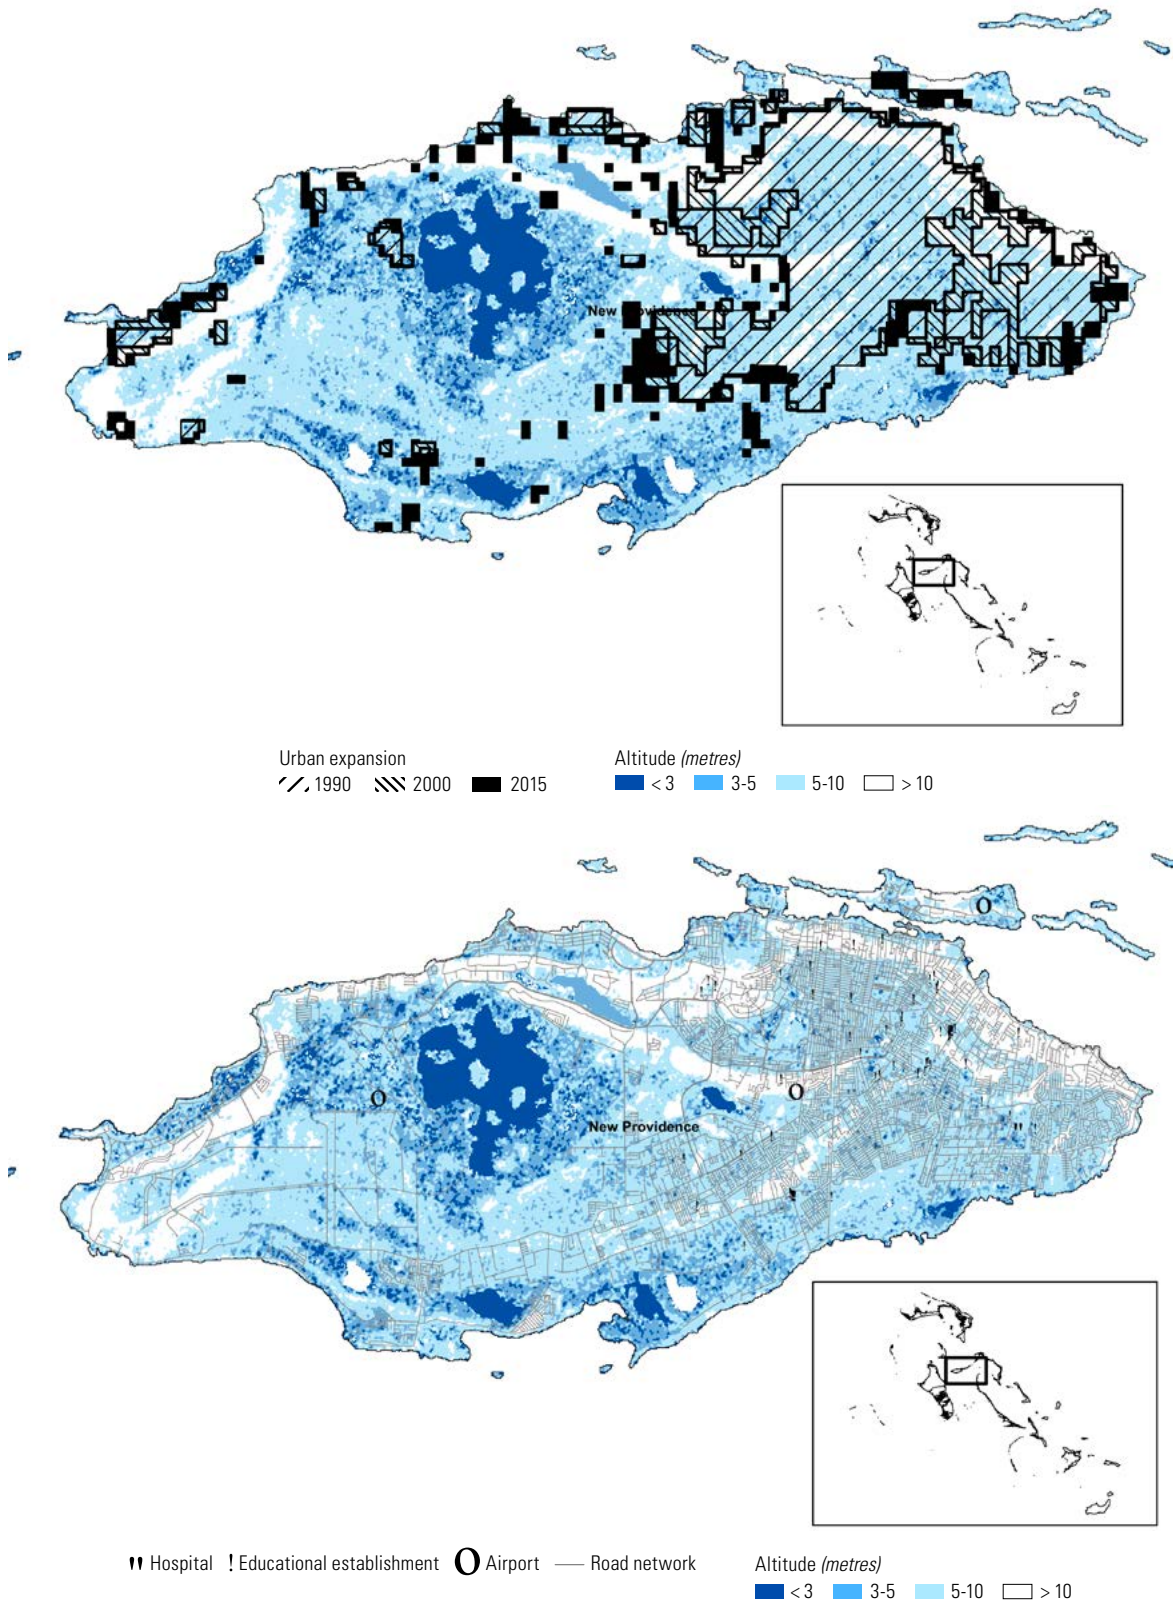 New Providence
Urban expansion
1990 2000 2015
Altitude (metres)
< 3 3-5 5-10 > 10
New Providence
" Hospital ! Educational establishment O Airport Road network
Altitude (metres)
< 3 3-5 5-10 > 10